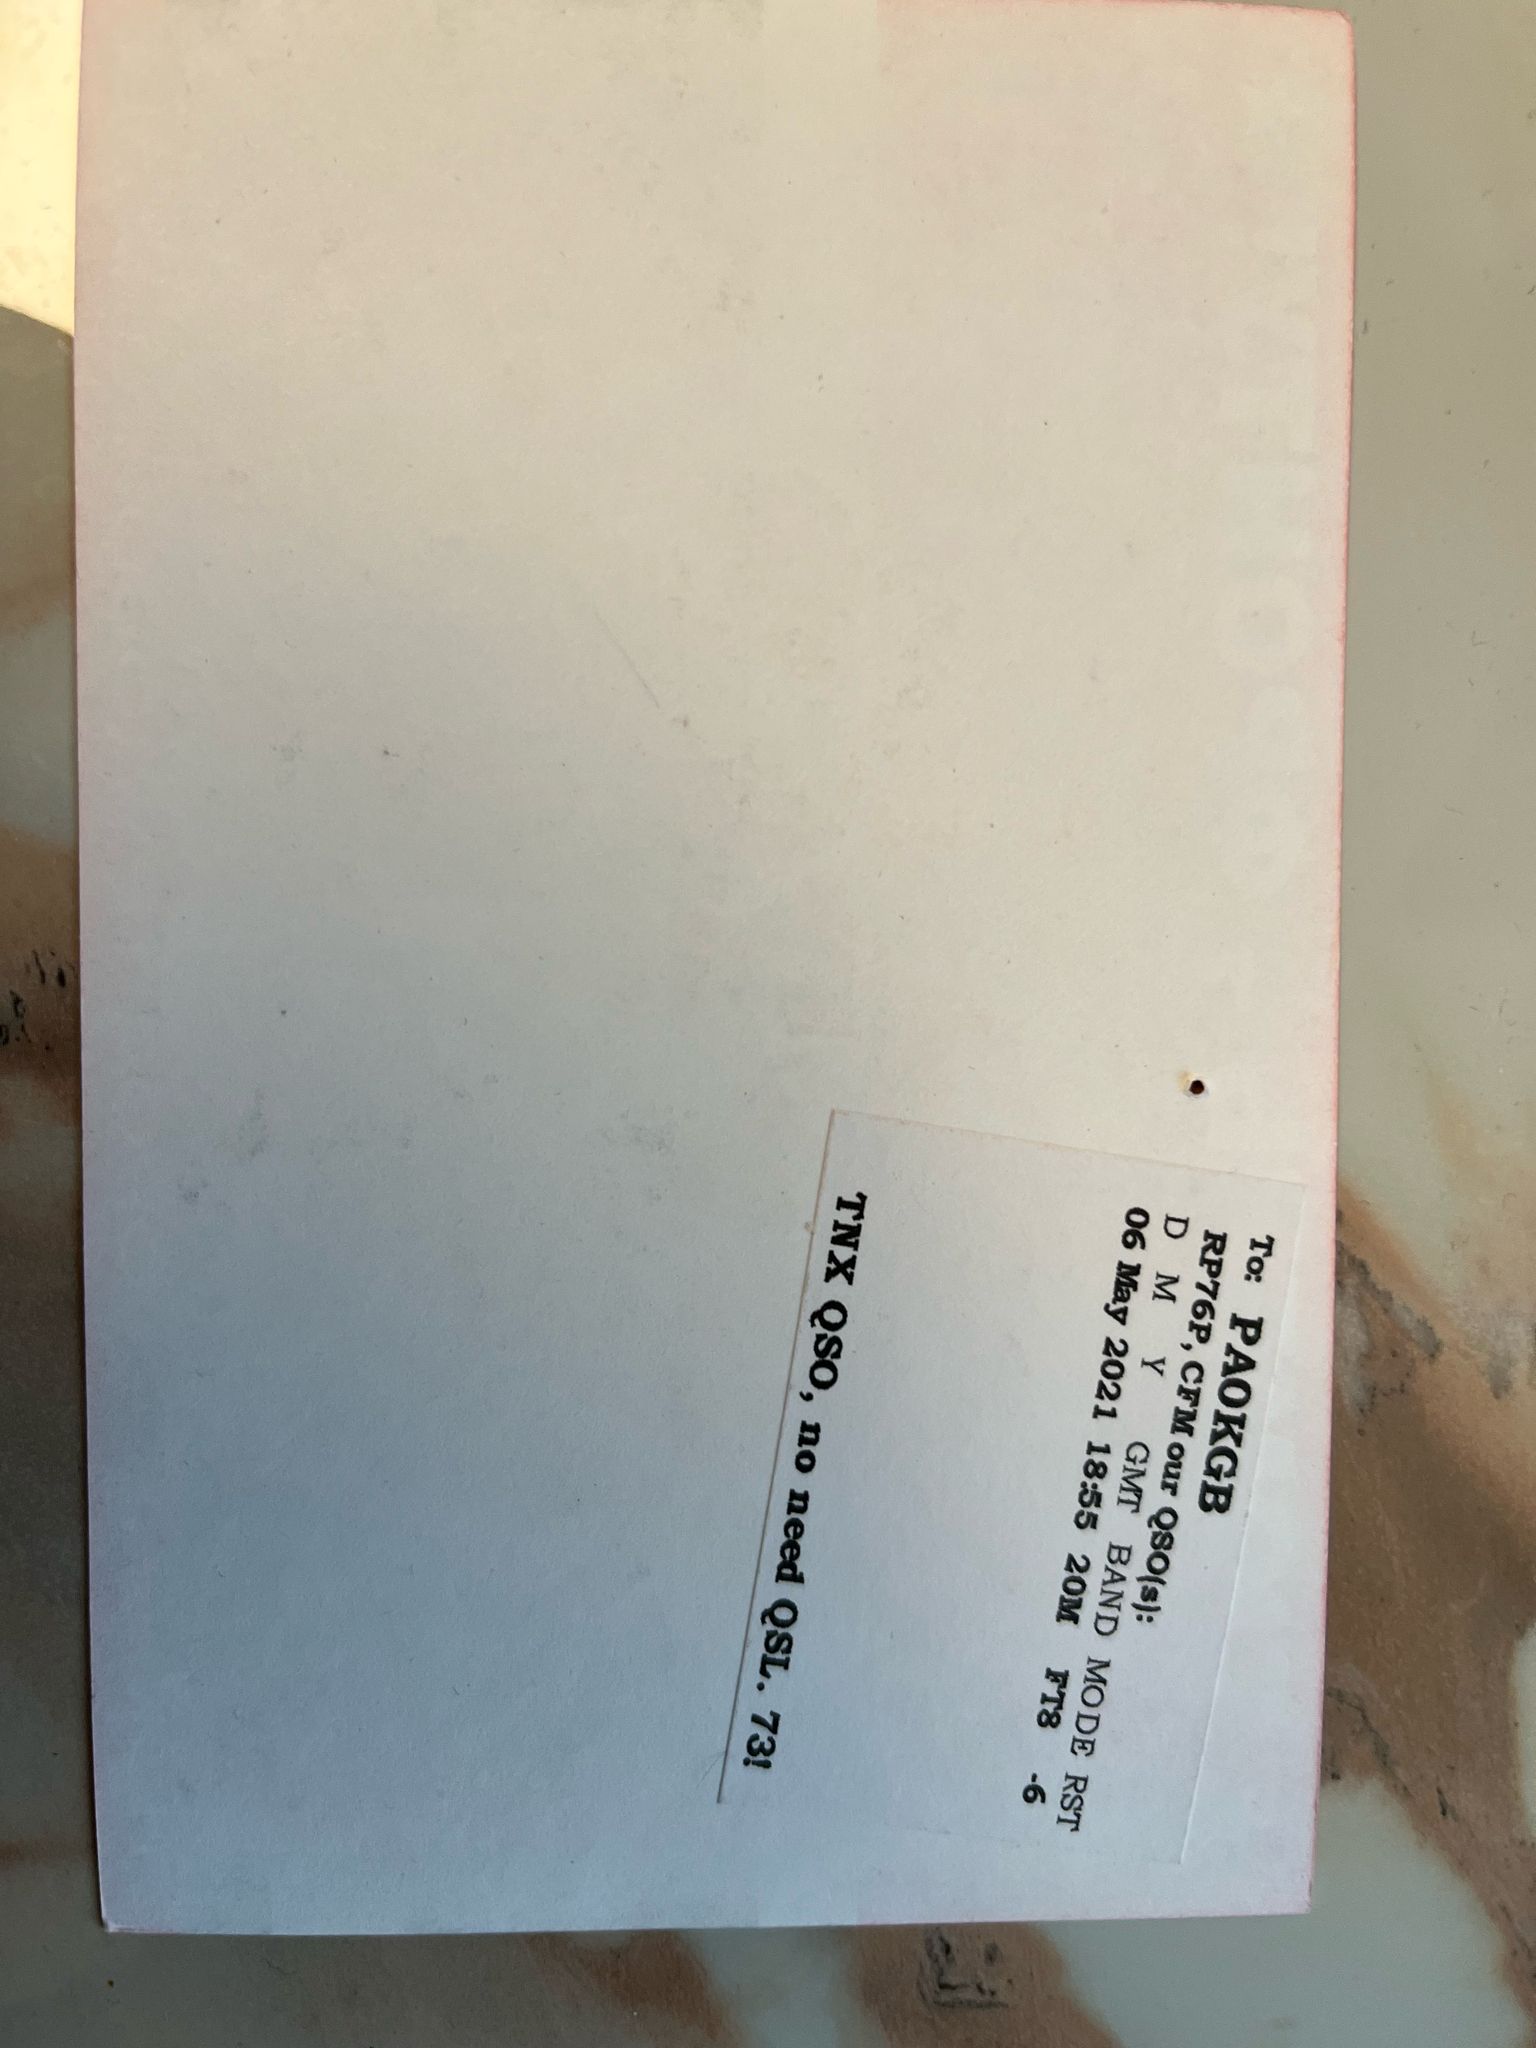 To: PA0KGB
RP76P, CFM our QSO(s):
D M Y GMT BAND MODE RST
06 May 2021 18:55 20M FT8 -6
TNX QSO, no need QSL. 73!